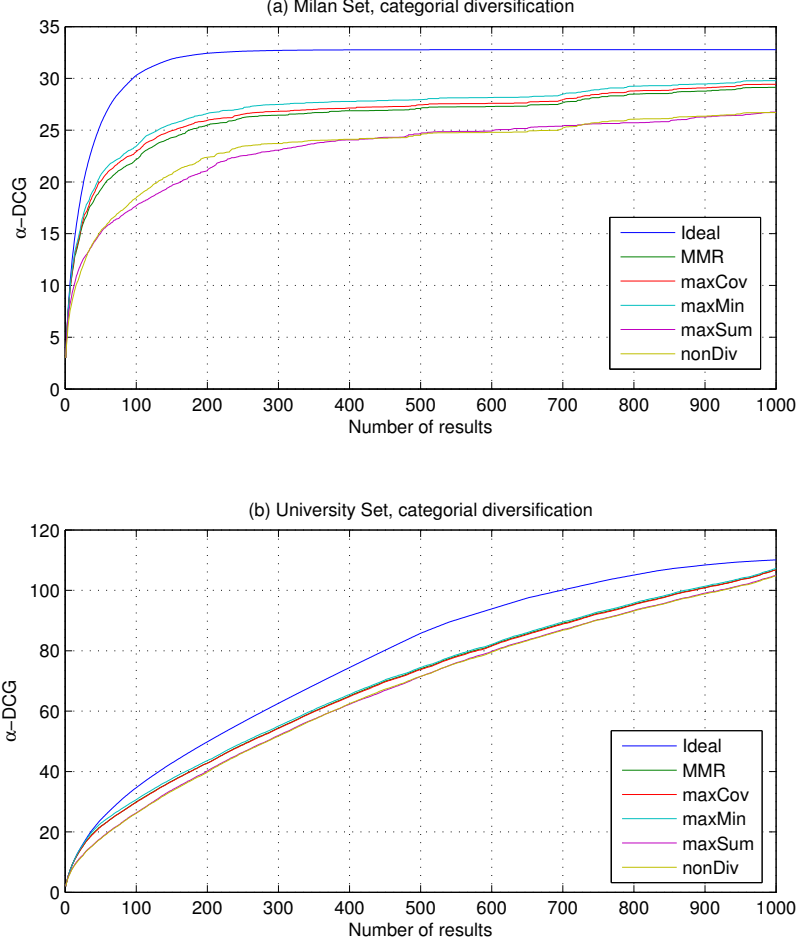 (a) Milan Set, categorial diversification
35
30
25
20
15
10
5
0
α−DCG
Ideal
MMR
maxCov
maxMin
maxSum
nonDiv
0 100 200 300 400 500 600 700 800 900 1000
Number of results
(b) University Set, categorial diversification
120
100
80
60
40
20
0
α−DCG
Ideal
MMR
maxCov
maxMin
maxSum
nonDiv
0 100 200 300 400 500 600 700 800 900 1000
Number of results